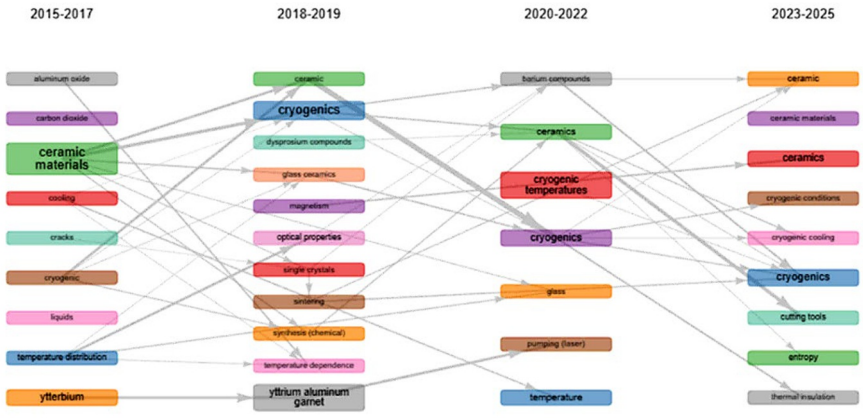 2015-2017
2018-2019
2020-2022
2023-2025
aluminum oxide
carbon dioxide
ceramic
materials
cooling
cracks
cryogenic
liquids
temperature distribution
ytterbium
ceramic
cryogenics
dysprosium compounds
glass ceramics
magnetism
optical properties
single crystals
sintering
synthesis (chemical)
temperature dependence
yttrium aluminum
garnet
barium compounds
ceramics
cryogenic
temperatures
cryogenics
glass
pumping (laser)
temperature
ceramic
ceramic materials
ceramics
cryogenic conditions
cryogenic cooling
cryogenics
cutting tools
entropy
thermal insulation